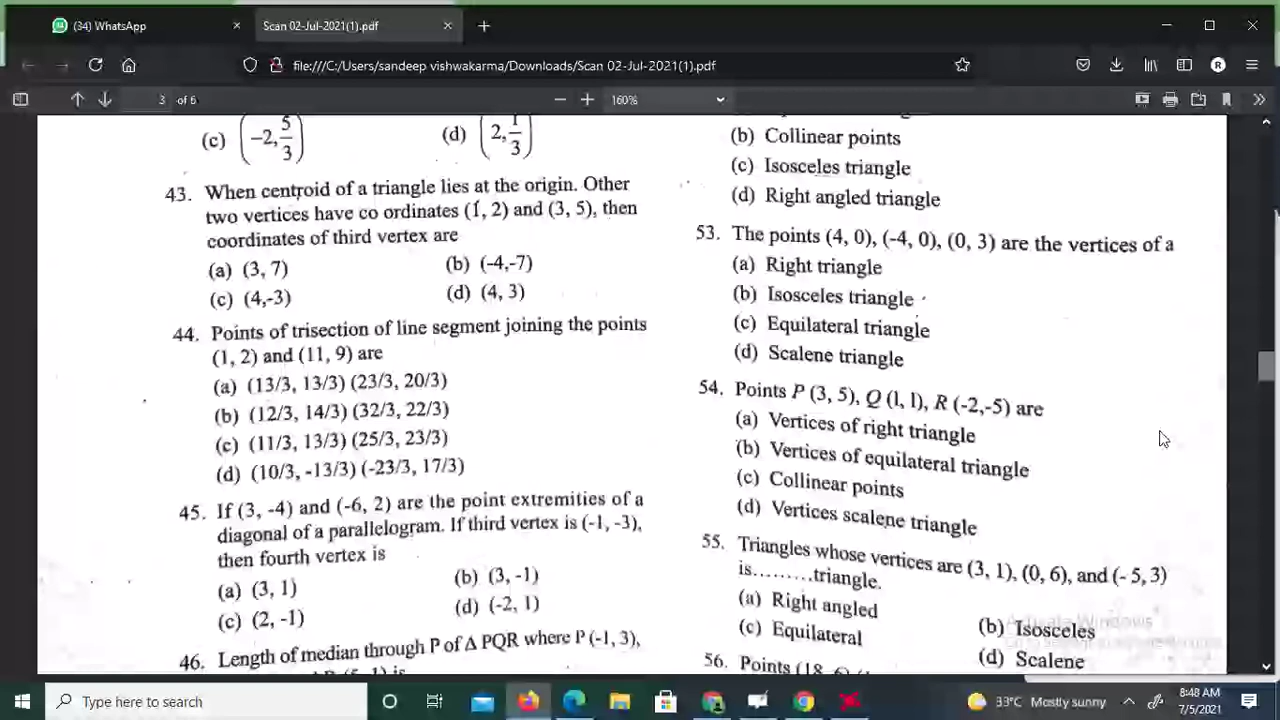 (34) WhatsApp
Scan 02-Jul-2021(1).pdf
file:///C:/Users/sandeep vishwakarma/Downloads/Scan 02-Jul-2021(1).pdf
R
3 of 6
160%
(c) (-2, 5/3)
(d) (2, 1/3)
43. When centroid of a triangle lies at the origin. Other
two vertices have co ordinates (1, 2) and (3, 5), then
coordinates of third vertex are
(a) (3, 7)
(b) (-4,-7)
(c) (4,-3)
(d) (4, 3)
44. Points of trisection of line segment joining the points
(1, 2) and (11, 9) are
(a) (13/3, 13/3) (23/3, 20/3)
(b) (12/3, 14/3) (32/3, 22/3)
(c) (11/3, 13/3) (25/3, 23/3)
(d) (10/3, -13/3) (-23/3, 17/3)
45. If (3, -4) and (-6, 2) are the point extremities of a
diagonal of a parallelogram. If third vertex is (-1, -3),
then fourth vertex is
(a) (3, 1)
(b) (3, -1)
(c) (2, -1)
(d) (-2, 1)
46. Length of median through P of Δ PQR where P (-1, 3),
(b) Collinear points
(c) Isosceles triangle
(d) Right angled triangle
53. The points (4, 0), (-4, 0), (0, 3) are the vertices of a
(a) Right triangle
(b) Isosceles triangle
(c) Equilateral triangle
(d) Scalene triangle
54. Points P (3, 5), Q (1, 1), R (-2,-5) are
(a) Vertices of right triangle
(b) Vertices of equilateral triangle
(c) Collinear points
(d) Vertices scalene triangle
55. Triangles whose vertices are (3, 1), (0, 6), and (- 5, 3)
is.........triangle.
(a) Right angled
(b) Isosceles
(c) Equilateral
(d) Scalene
56. Points (18, 6)
Activate Windows
Type here to search
33°C Mostly sunny
8:48 AM
7/5/2021